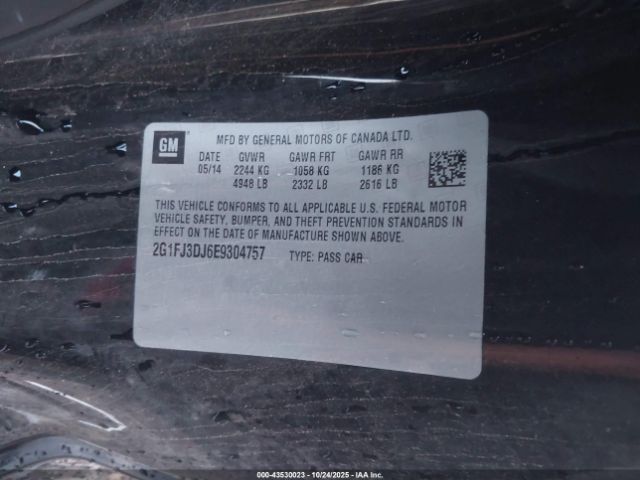 GM
MFD BY GENERAL MOTORS OF CANADA LTD.
DATE GVWR GAWR FRT GAWR RR
05/14 2244 KG 1058 KG 1186 KG
4948 LB 2332 LB 2616 LB
THIS VEHICLE CONFORMS TO ALL APPLICABLE U.S. FEDERAL MOTOR
VEHICLE SAFETY, BUMPER, AND THEFT PREVENTION STANDARDS IN
EFFECT ON THE DATE OF MANUFACTURE SHOWN ABOVE.
2G1FJ3DJ6E9304757 TYPE: PASS CAR
000-43530023 - 10/24/2025 - IAA Inc.